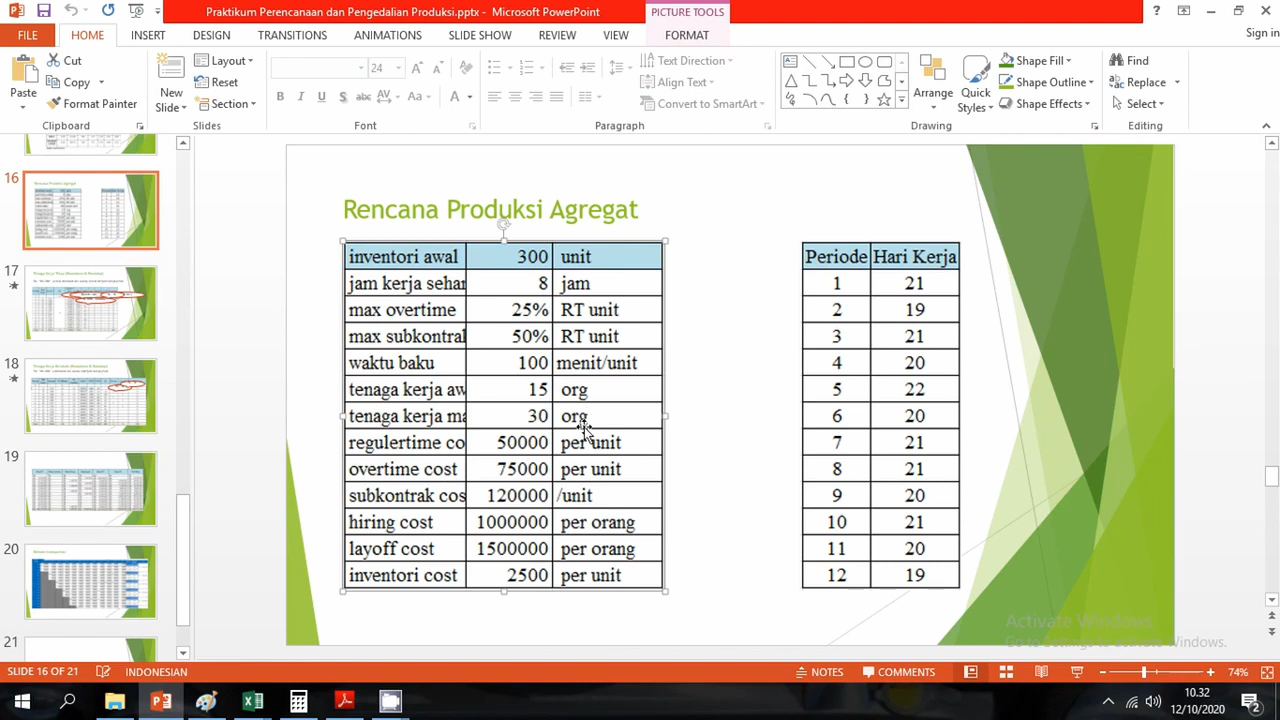 Praktikum Perencanaan dan Pengedalian Produksi.pptx - Microsoft PowerPoint
PICTURE TOOLS
FILE HOME INSERT DESIGN TRANSITIONS ANIMATIONS SLIDE SHOW REVIEW VIEW FORMAT Sign in
Paste
Cut
Copy
Format Painter
Clipboard
New Slide
Layout
Reset
Section
Slides
24
Font
Text Direction
Align Text
Convert to SmartArt
Paragraph
Arrange
Quick Styles
Shape Fill
Shape Outline
Shape Effects
Drawing
Find
Replace
Select
Editing
16
17
18
19
20
21
Rencana Produksi Agregat
inventori awal 300 unit
jam kerja sehar 8 jam
max overtime 25% RT unit
max subkontrak 50% RT unit
waktu baku 100 menit/unit
tenaga kerja aw 15 org
tenaga kerja ma 30 org
regulertime co 50000 per unit
overtime cost 75000 per unit
subkontrak cos 120000 /unit
hiring cost 1000000 per orang
layoff cost 1500000 per orang
inventori cost 2500 per unit
Periode Hari Kerja
1 21
2 19
3 21
4 20
5 22
6 20
7 21
8 21
9 20
10 21
11 20
12 19
Activate Windows
Go to Settings to activate Windows.
SLIDE 16 OF 21 INDONESIAN NOTES COMMENTS 74%
10.32
12/10/2020
2